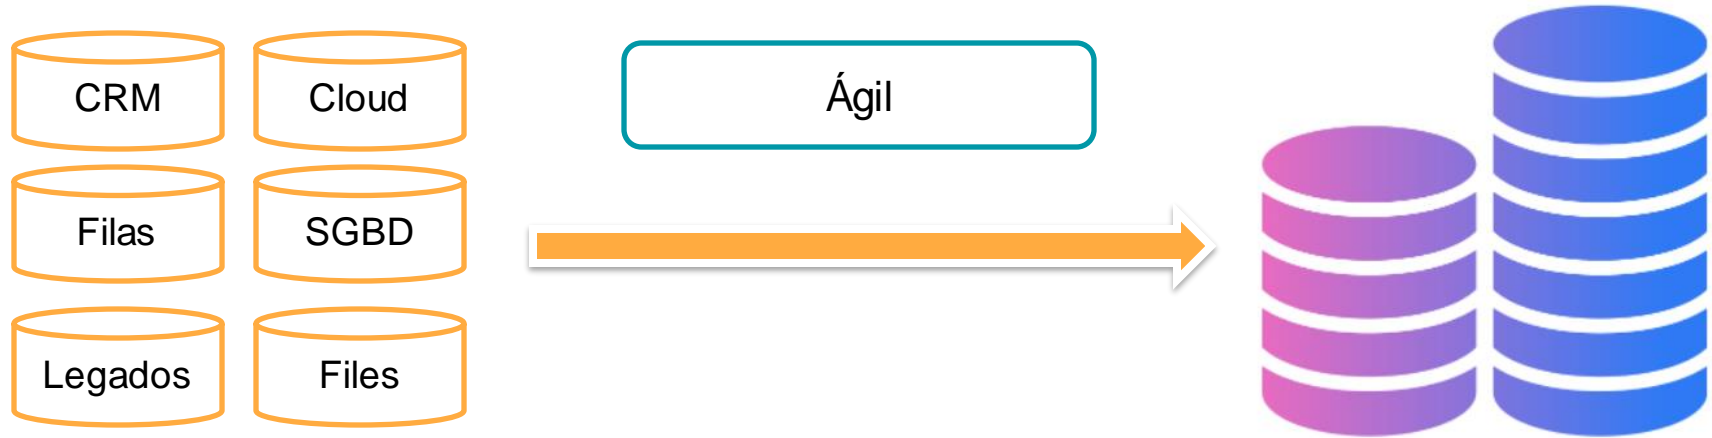 CRM
Cloud
Ágil
Filas
SGBD
Legados
Files